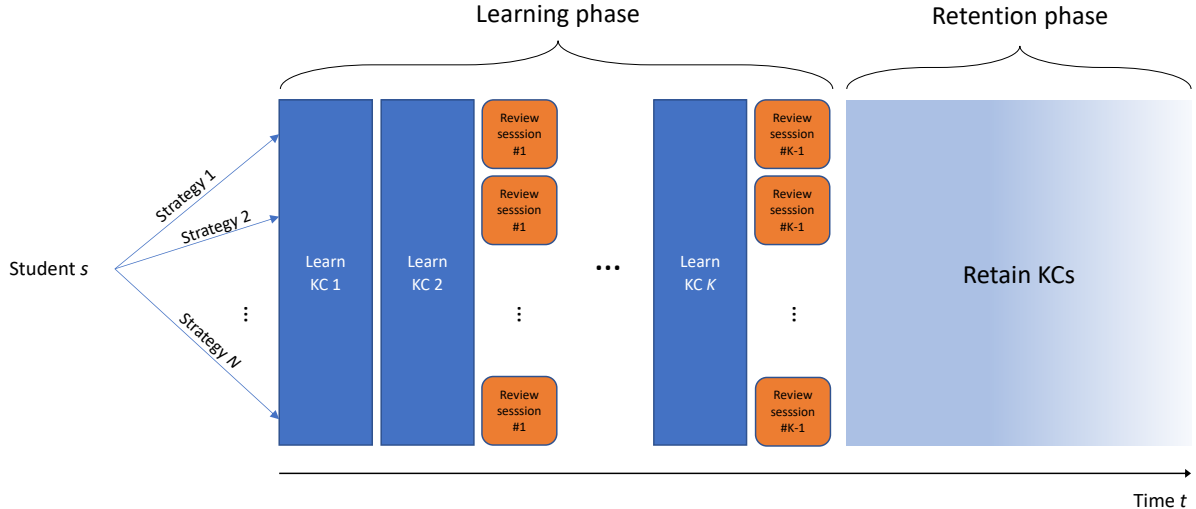 Learning phase
Retention phase
Review
sesssion
#1
Review
sesssion
#K-1
Strategy 1
Review
sesssion
#1
Review
sesssion
#K-1
Strategy 2
Student s
Learn
KC 1
Learn
KC 2
...
Learn
KC K
Retain KCs
⋮
⋮
⋮
Strategy N
Review
sesssion
#1
Review
sesssion
#K-1
Time t